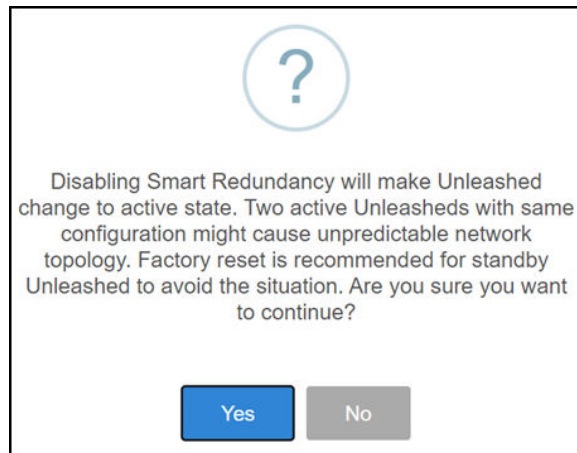 ?
Disabling Smart Redundancy will make Unleashed
change to active state. Two active Unleasheds with same
configuration might cause unpredictable network
topology. Factory reset is recommended for standby
Unleashed to avoid the situation. Are you sure you want
to continue?
Yes
No